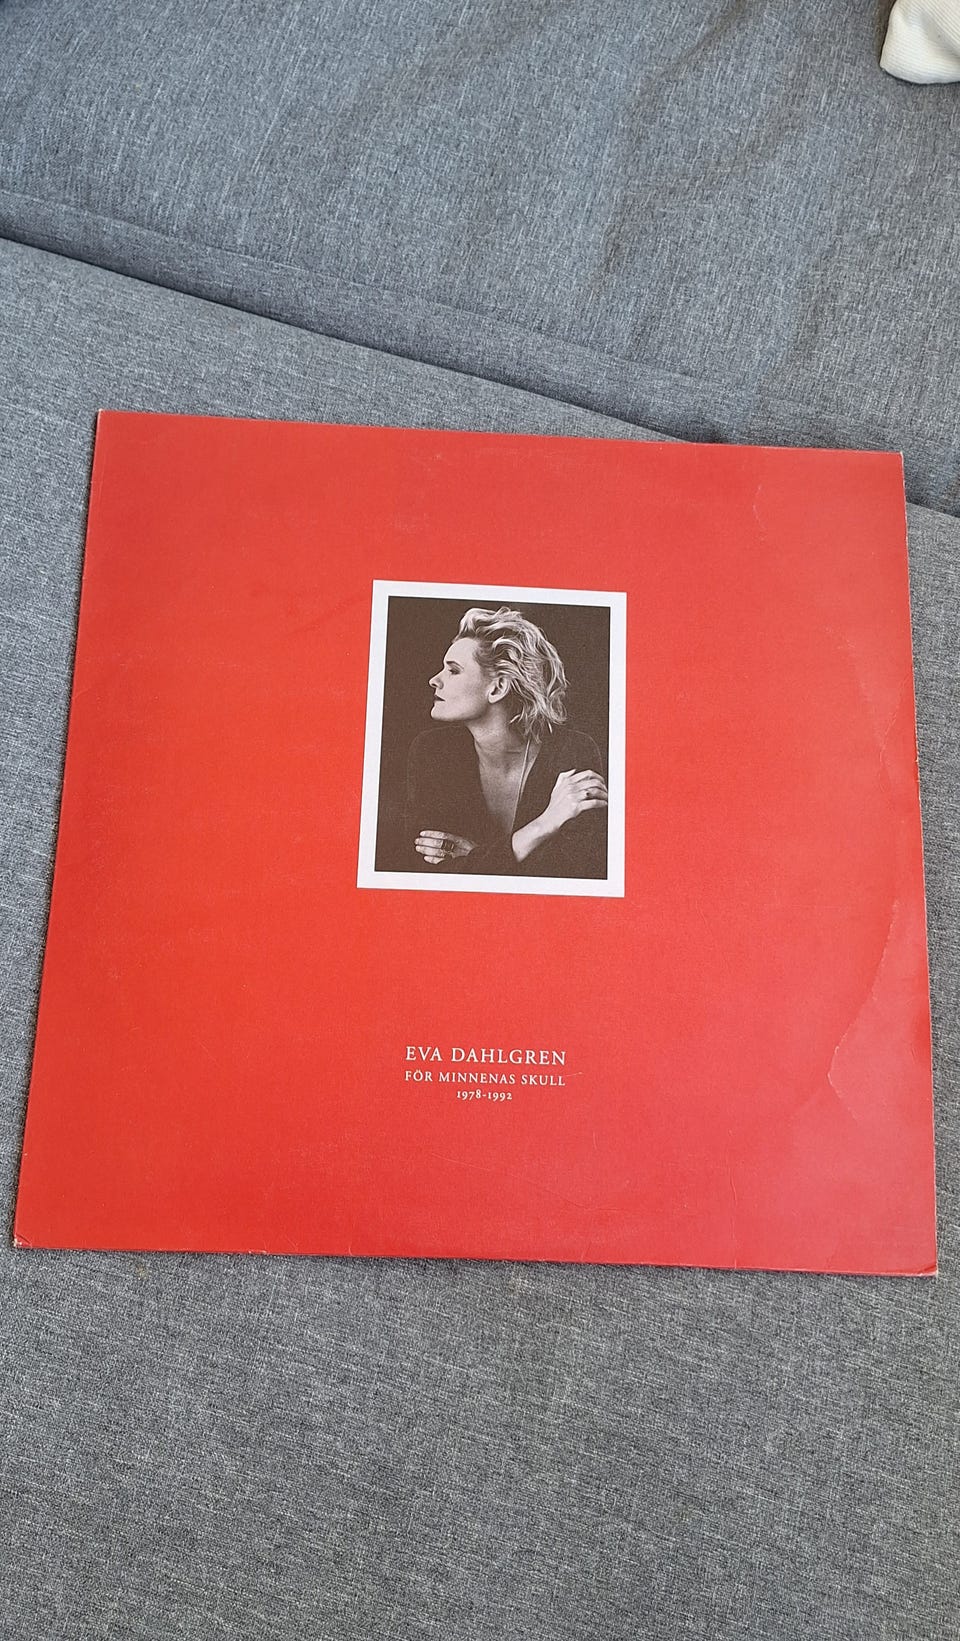 EVA DAHLGREN
FÖR MINNENAS SKULL
1978-1992